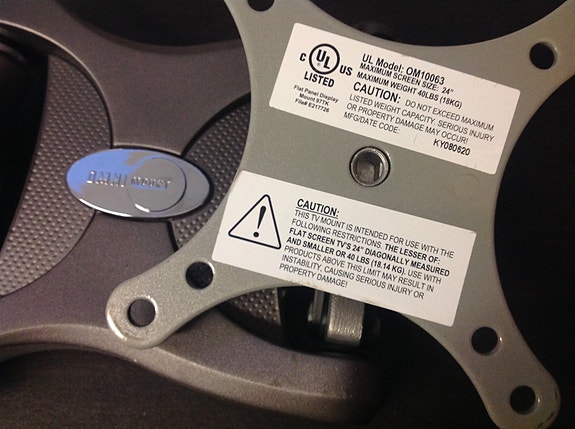 C UL US
LISTED
Flat Panel Display
Mount 97TK
File# E217726
UL Model: OM10063
MAXIMUM SCREEN SIZE: 24"
MAXIMUM WEIGHT 40LBS (18KG)
CAUTION: DO NOT EXCEED MAXIMUM
LISTED WEIGHT CAPACITY. SERIOUS INJURY
OR PROPERTY DAMAGE MAY OCCUR!
MFG/DATE CODE: KY080620
OMNI MOUNT
CAUTION:
THIS TV MOUNT IS INTENDED FOR USE WITH THE
FOLLOWING RESTRICTIONS. THE LESSER OF:
FLAT SCREEN TV'S 24" DIAGONALLY MEASURED
AND SMALLER OR 40 LBS (18.14 KG). USE WITH
PRODUCTS ABOVE THIS LIMIT MAY RESULT IN
INSTABILITY, CAUSING SERIOUS INJURY OR
PROPERTY DAMAGE!